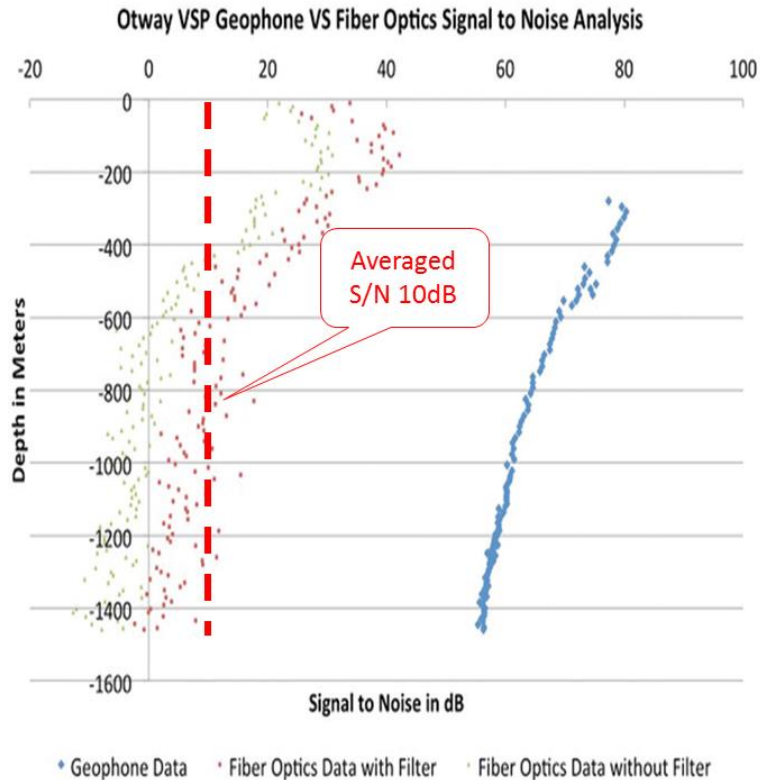 Otway VSP Geophone VS Fiber Optics Signal to Noise Analysis
-20 0 20 40 60 80 100
0
-200
-400
Averaged
S/N 10dB
-600
-800
-1000
-1200
-1400
-1600
Depth in Meters
Signal to Noise in dB
Geophone Data Fiber Optics Data with Filter Fiber Optics Data without Filter